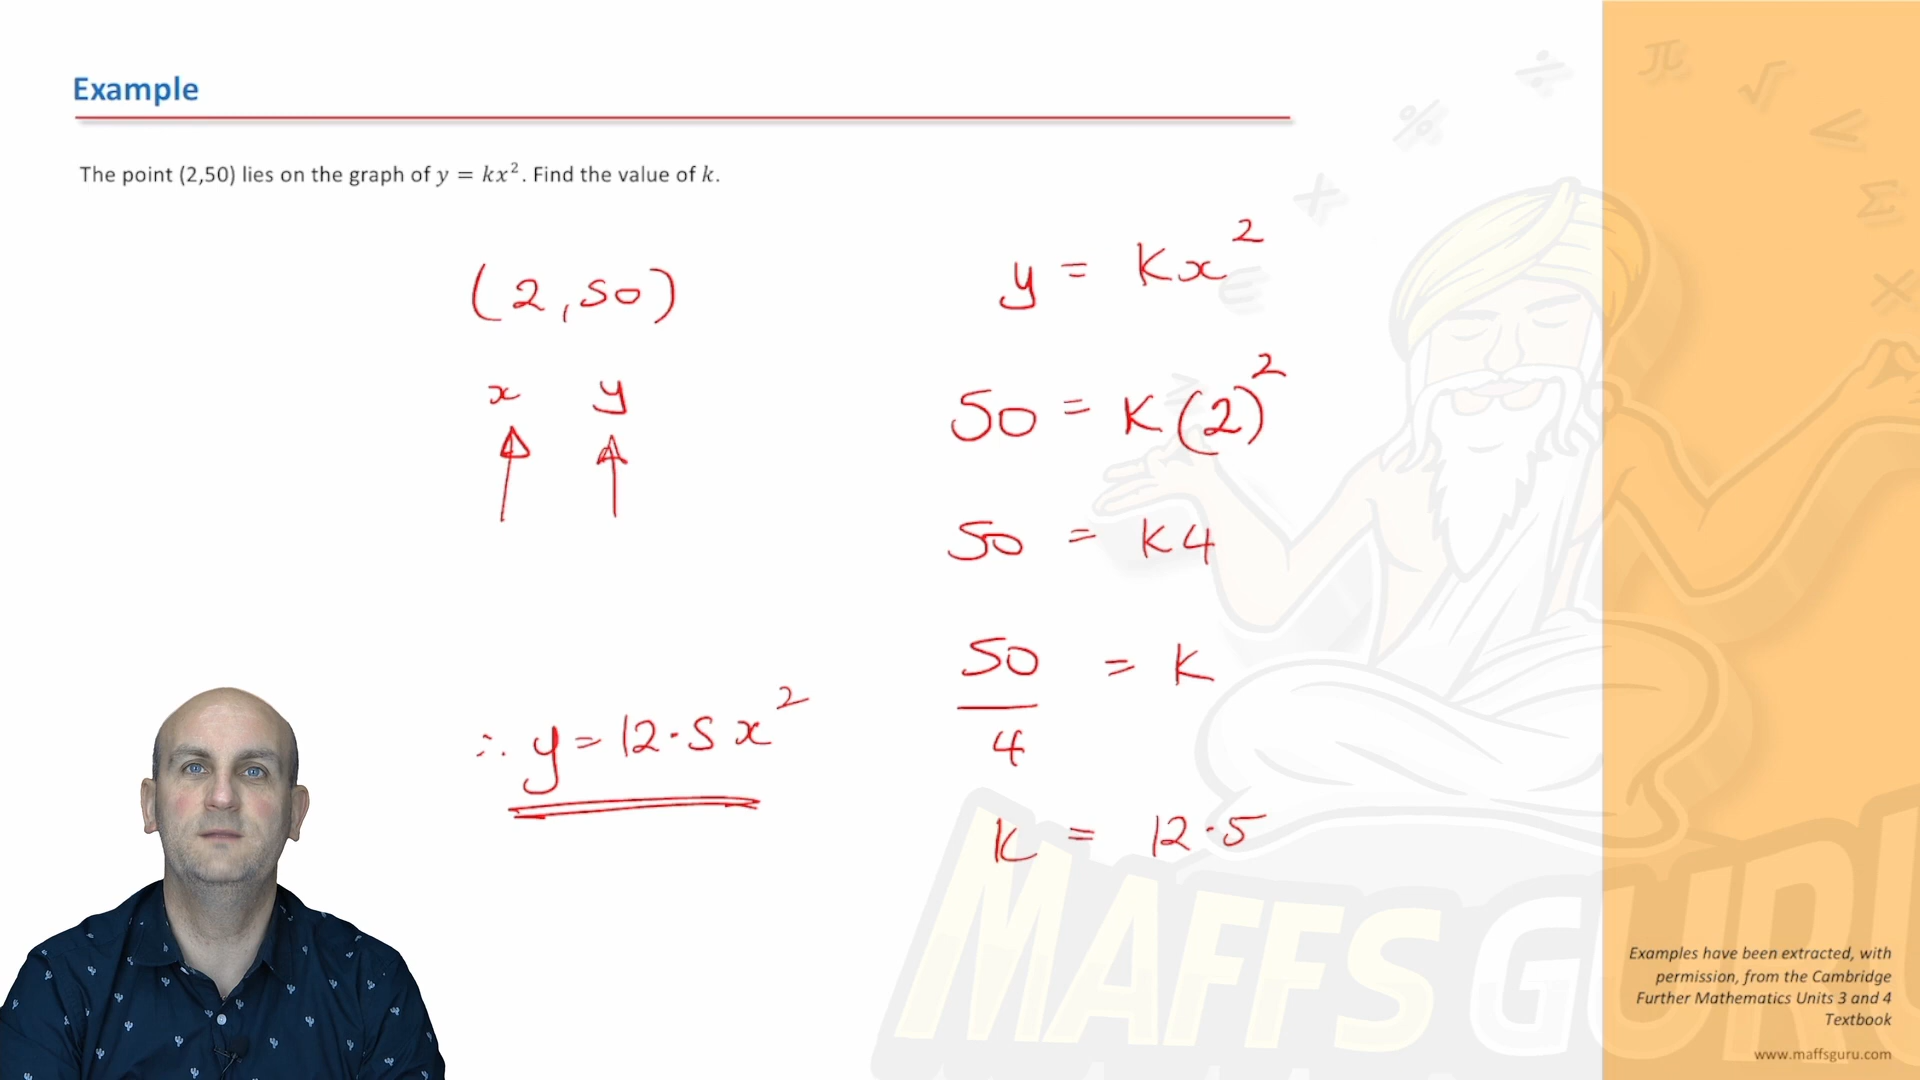 Example
The point (2,50) lies on the graph of y = kx². Find the value of k.
(2,50)
x y
∴ y = 12·5x²
y = kx²
50 = k(2)²
50 = k4
50/4 = k
k = 12·5
MAFFS GURU
Examples have been extracted, with
permission, from the Cambridge
Further Mathematics Units 3 and 4
Textbook
www.maffsguru.com